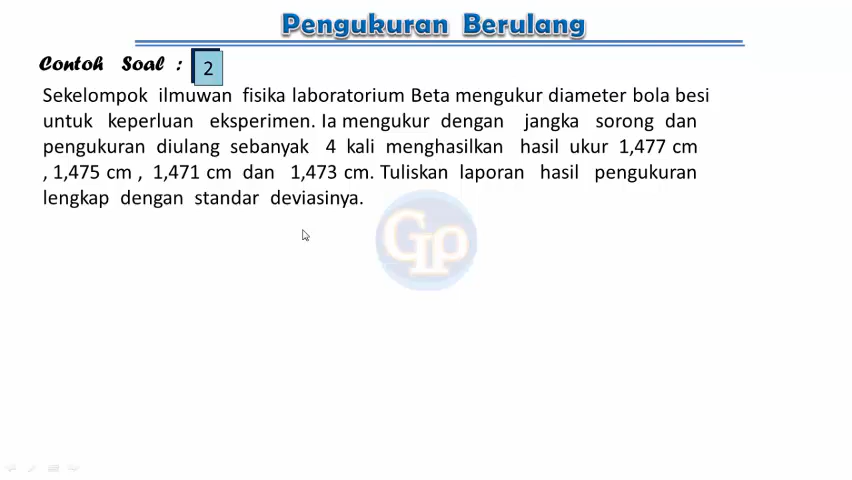 Pengukuran Berulang
Contoh Soal : 2
Sekelompok ilmuwan fisika laboratorium Beta mengukur diameter bola besi
untuk keperluan eksperimen. Ia mengukur dengan jangka sorong dan
pengukuran diulang sebanyak 4 kali menghasilkan hasil ukur 1,477 cm
, 1,475 cm , 1,471 cm dan 1,473 cm. Tuliskan laporan hasil pengukuran
lengkap dengan standar deviasinya.
GIP